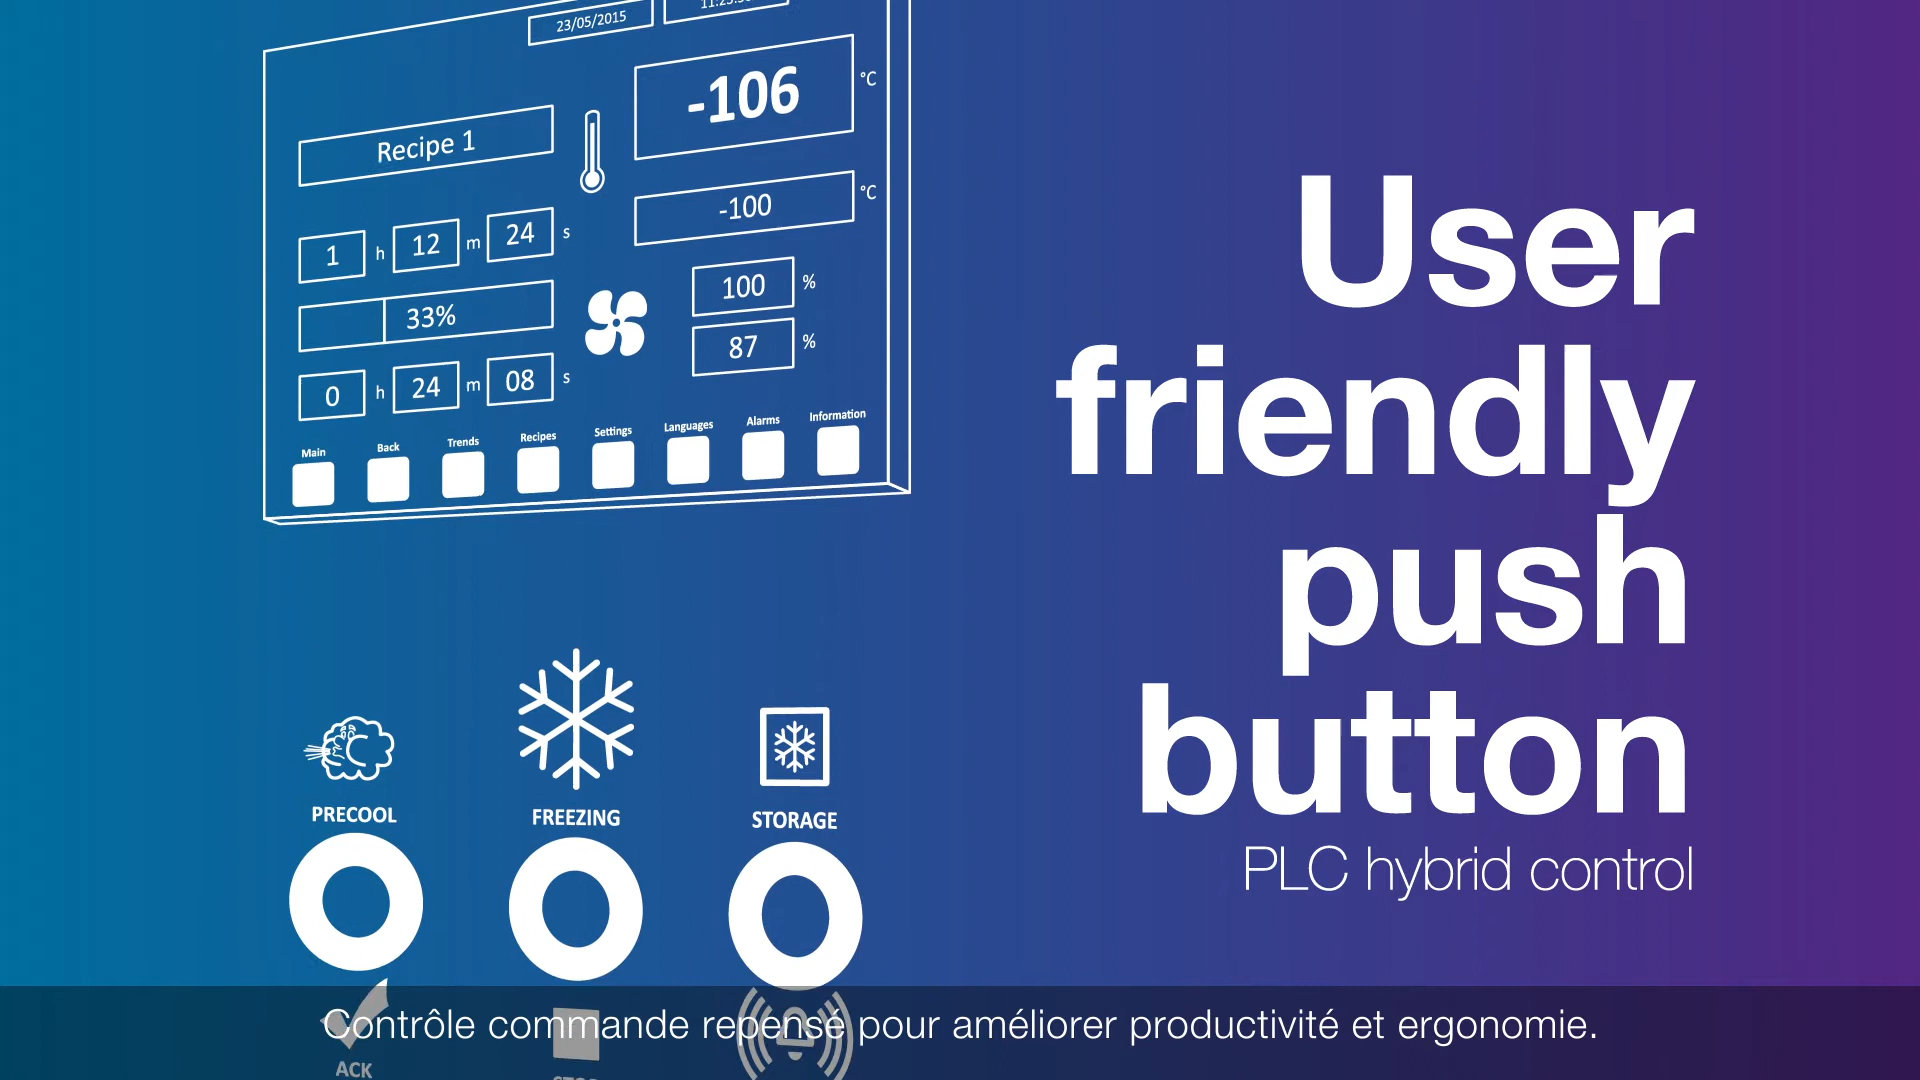 23/05/2015
-106 °C
Recipe 1
-100 °C
1 h 12 m 24 s
100 %
33%
87 %
0 h 24 m 08 s
Main Back Trends Recipes Settings Languages Alarms Information
User
friendly
push
button
PLC hybrid control
PRECOOL FREEZING STORAGE
Contrôle commande repensé pour améliorer productivité et ergonomie.
ACK